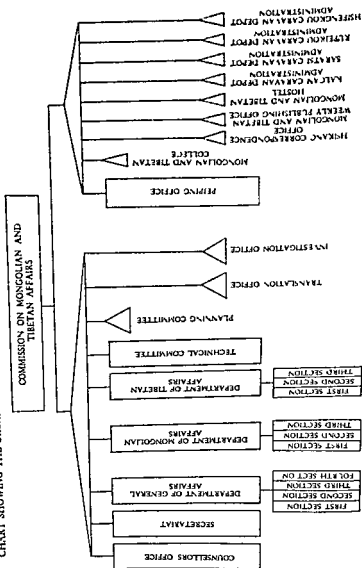 CHART SHOWING THE
COMMISSION ON MONGOLIAN AND
TIBETAN AFFAIRS
COUNSELLORS OFFICE
SECRETARIAT
DEPARTMENT OF GENERAL
AFFAIRS
FIRST SECTION
SECOND SECTION
THIRD SECTION
FOURTH SECT ON
DEPARTMENT OF MONGOLIAN
AFFAIRS
FIRST SECTION
SECOND SECTION
THIRD SECTION
DEPARTMENT OF TIBETAN
AFFAIRS
FIRST SECTION
SECOND SECTION
THIRD SECTION
TECHNICAL COMMITTEE
PLANNING COMMITTEE
TRANSLATION OFFICE
INVESTIGATION OFFICE
PEIPING OFFICE
MONGOLIAN AND TIBETAN
COLLEGE
HSIKANG CORRESPONDENCE
OFFICE
MONGOLIAN AND TIBETAN
WEEKLY PUBLISHING OFFICE
MONGOLIAN AND TIBETAN
HOSTEL
KALGAN CARAVAN DEPOT
ADMINISTRATION
SARATSI CARAVAN DEPOT
ADMINISTRATION
KUPEIKOU CARAVAN DEPOT
ADMINISTRATION
HSIFENGKOU CARAVAN DEPOT
ADMINISTRATION